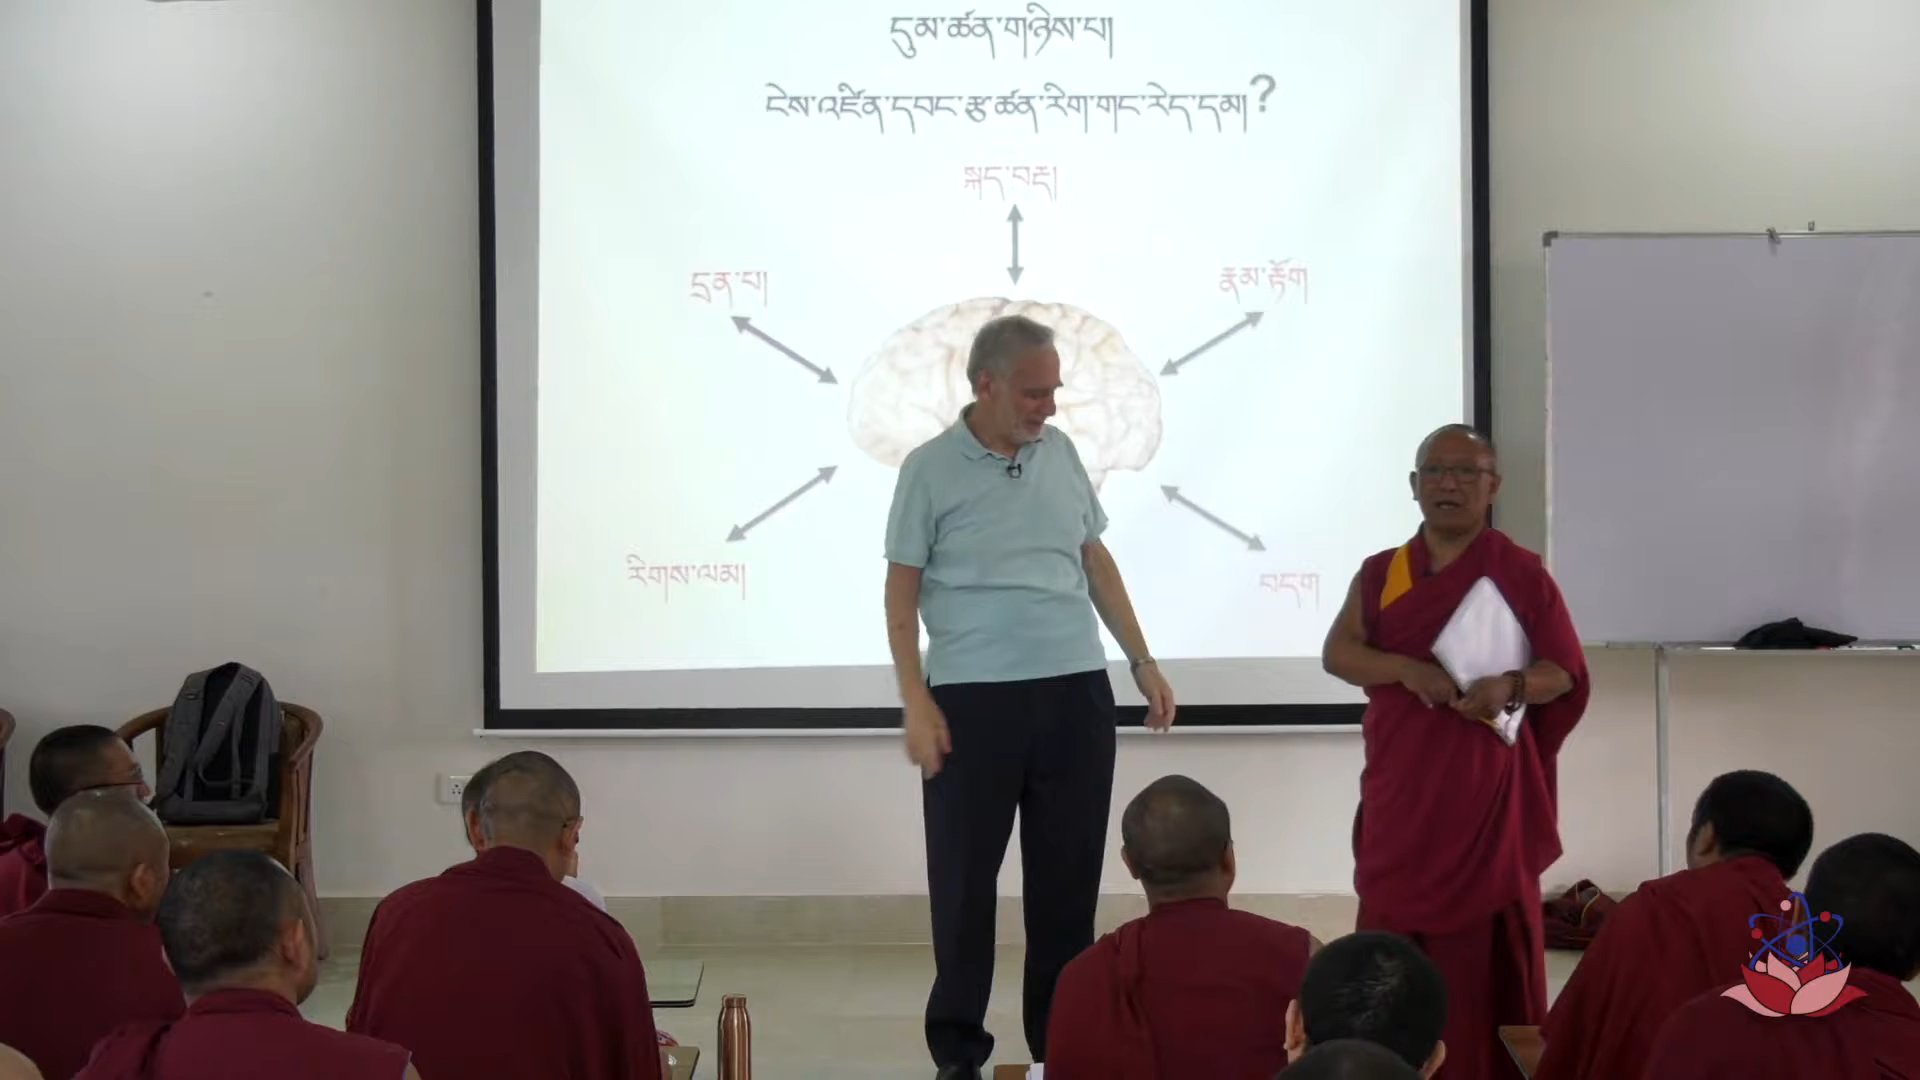 དུམ་ཚན་གཉིས་པ།
ངེས་འཛིན་དབང་རྩ་ཚན་རིག་གང་རེད་དམ།?
སྐད་བརྡ།
དྲན་པ།
རྣམ་རྟོག
རིགས་ལམ།
བདག